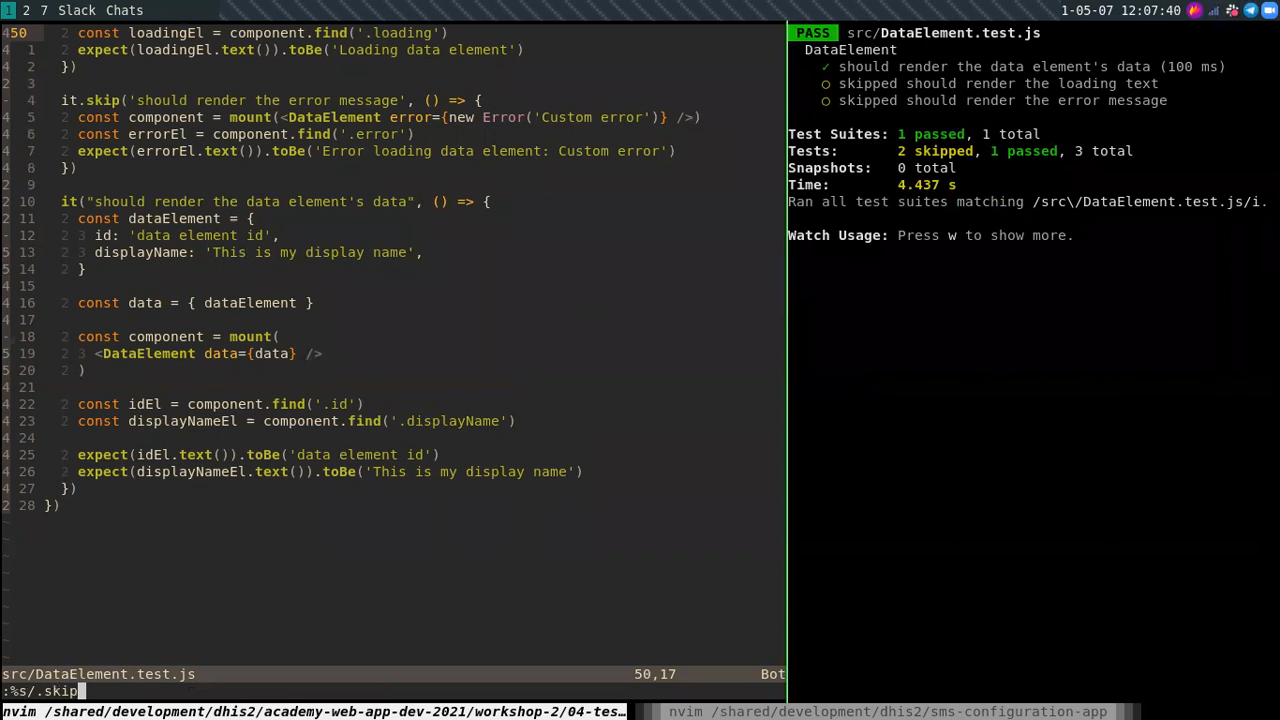 1 2 7 Slack Chats 1-05-07 12:07:40
450 2 const loadingEl = component.find('.loading')
4 1 2 expect(loadingEl.text()).toBe('Loading data element')
4 2 })
2 3
- 4 it.skip('should render the error message', () => {
4 5 2 const component = mount(<DataElement error={new Error('Custom error')} />)
4 6 2 const errorEl = component.find('.error')
4 7 2 expect(errorEl.text()).toBe('Error loading data element: Custom error')
4 8 })
2 9
2 10 it("should render the data element's data", () => {
2 11 2 const dataElement = {
- 12 2 3 id: 'data element id',
5 13 2 3 displayName: 'This is my display name',
5 14 2 }
4 15
4 16 2 const data = { dataElement }
4 17
- 18 2 const component = mount(
5 19 2 3 <DataElement data={data} />
5 20 2 )
4 21
4 22 2 const idEl = component.find('.id')
4 23 2 const displayNameEl = component.find('.displayName')
4 24
4 25 2 expect(idEl.text()).toBe('data element id')
4 26 2 expect(displayNameEl.text()).toBe('This is my display name')
4 27 })
2 28 })
~
~
~
~
~
~
~
~
~
src/DataElement.test.js 50,17 Bot
:%s/.skip
PASS src/DataElement.test.js
DataElement
✓ should render the data element's data (100 ms)
○ skipped should render the loading text
○ skipped should render the error message
Test Suites: 1 passed, 1 total
Tests: 2 skipped, 1 passed, 3 total
Snapshots: 0 total
Time: 4.437 s
Ran all test suites matching /src\/DataElement.test.js/i.
Watch Usage: Press w to show more.
nvim /shared/development/dhis2/academy-web-app-dev-2021/workshop-2/04-tes… nvim /shared/development/dhis2/sms-configuration-app